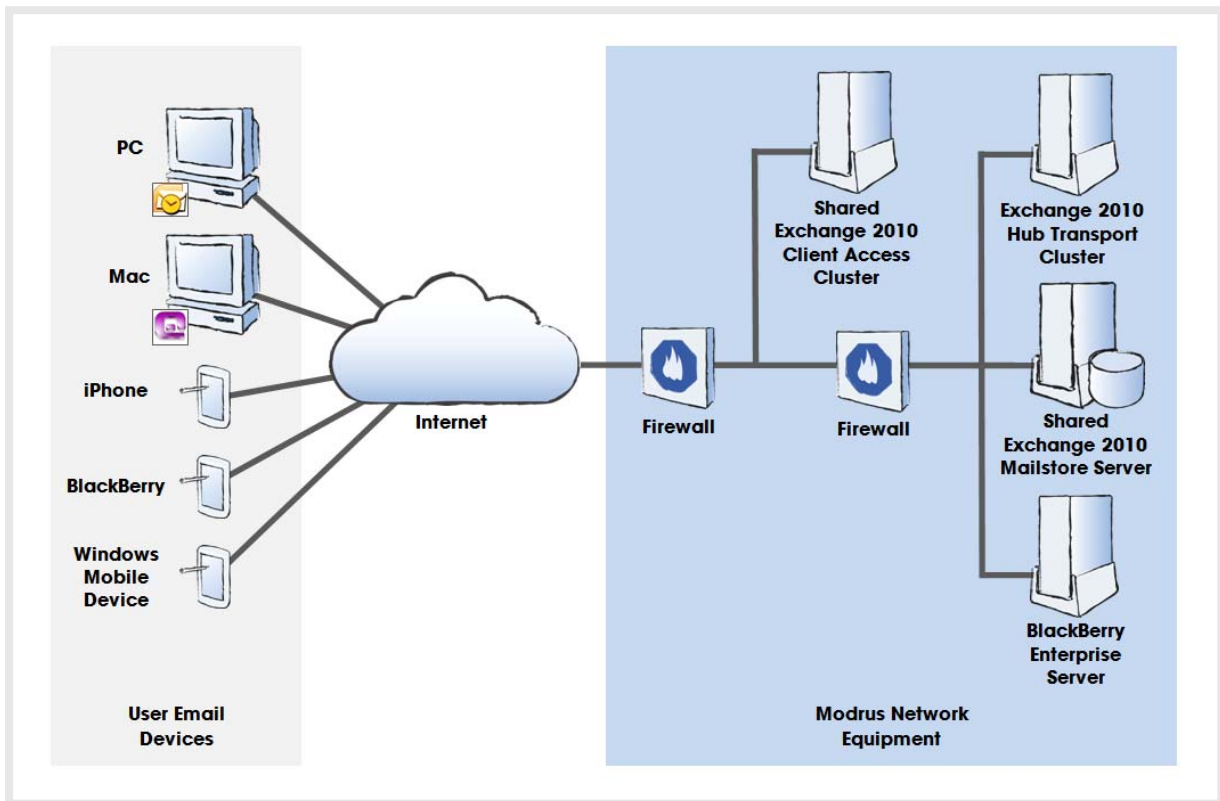 PC
Mac
iPhone
BlackBerry
Windows
Mobile
Device
User Email
Devices
Internet
Firewall
Shared
Exchange 2010
Client Access
Cluster
Firewall
Exchange 2010
Hub Transport
Cluster
Shared
Exchange 2010
Mailstore Server
BlackBerry
Enterprise
Server
Modrus Network
Equipment